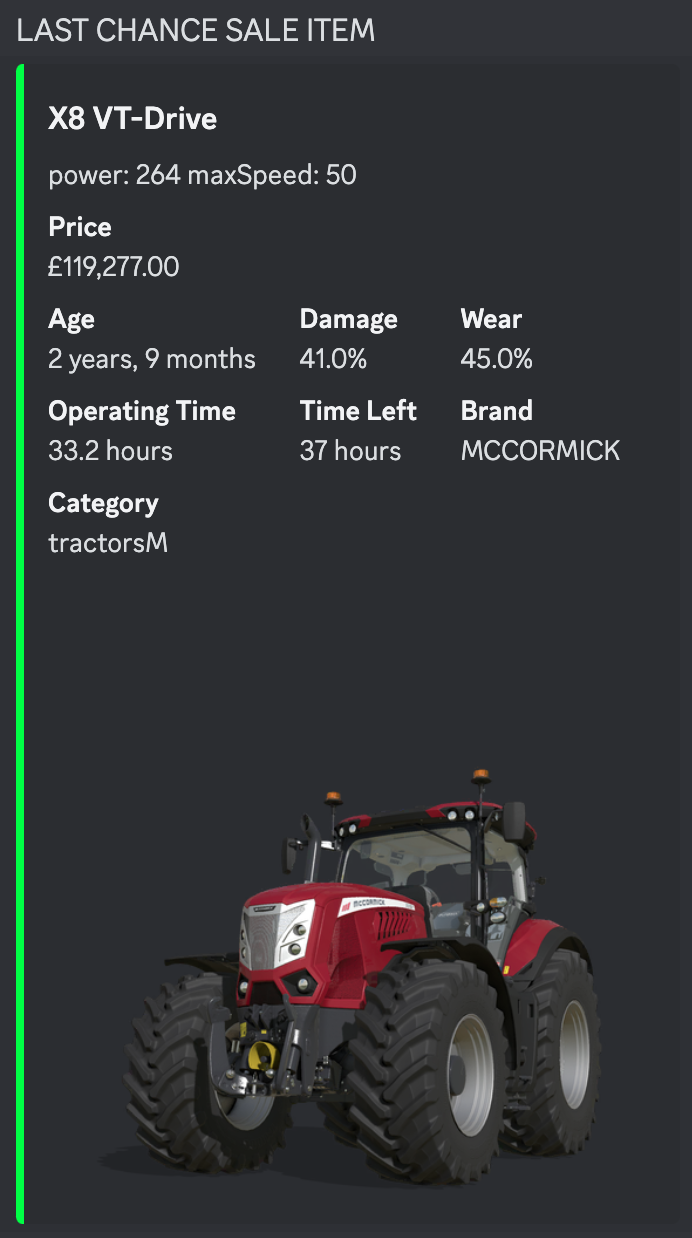 LAST CHANCE SALE ITEM
X8 VT-Drive
power: 264 maxSpeed: 50
Price
£119,277.00
Age Damage Wear
2 years, 9 months 41.0% 45.0%
Operating Time Time Left Brand
33.2 hours 37 hours MCCORMICK
Category
tractorsM
McCORMICK